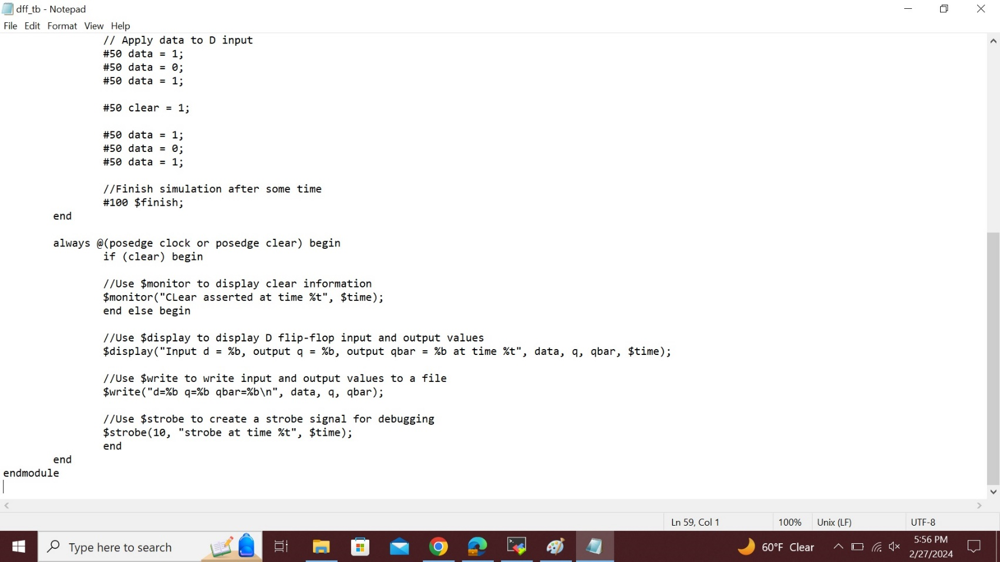 dff_tb - Notepad
File Edit Format View Help
// Apply data to D input
#50 data = 1;
#50 data = 0;
#50 data = 1;
#50 clear = 1;
#50 data = 1;
#50 data = 0;
#50 data = 1;
//Finish simulation after some time
#100 $finish;
end
always @(posedge clock or posedge clear) begin
if (clear) begin
//Use $monitor to display clear information
$monitor("CLear asserted at time %t", $time);
end else begin
//Use $display to display D flip-flop input and output values
$display("Input d = %b, output q = %b, output qbar = %b at time %t", data, q, qbar, $time);
//Use $write to write input and output values to a file
$write("d=%b q=%b qbar=%b\n", data, q, qbar);
//Use $strobe to create a strobe signal for debugging
$strobe(10, "strobe at time %t", $time);
end
end
endmodule
Ln 59, Col 1 100% Unix (LF) UTF-8
Type here to search
60°F Clear
5:56 PM
2/27/2024